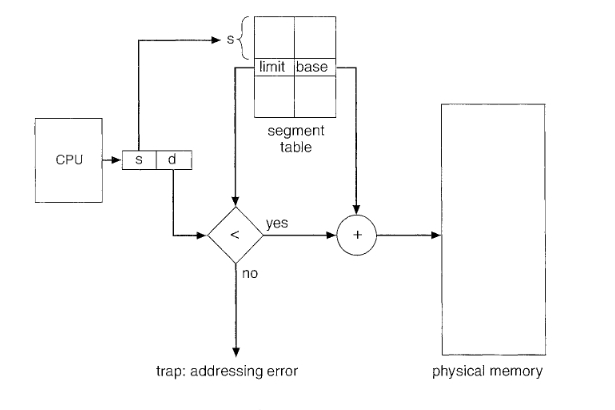 s
limit base
segment
table
CPU
s d
<
yes
+
no
trap: addressing error
physical memory